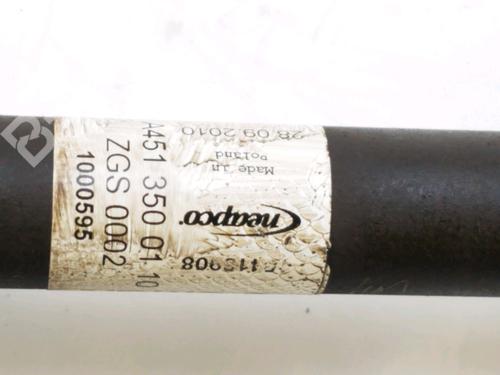 A451 350 01 10
ZGS 0002
1000595
28 09 2010
Made in
Poland
neapco